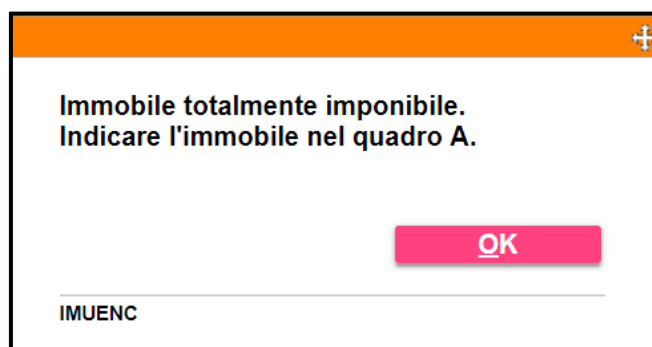 Immobile totalmente imponibile.
Indicare l'immobile nel quadro A.
OK
IMUENC